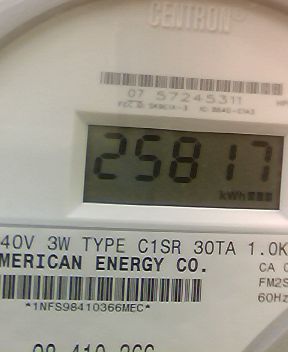 CENTRON
07 57245311
25817
kWh
40V 3W TYPE C1SR 30TA 1.0K
MERICAN ENERGY CO.
CA 0
FM2S
60Hz
*1NFS98410366MEC*